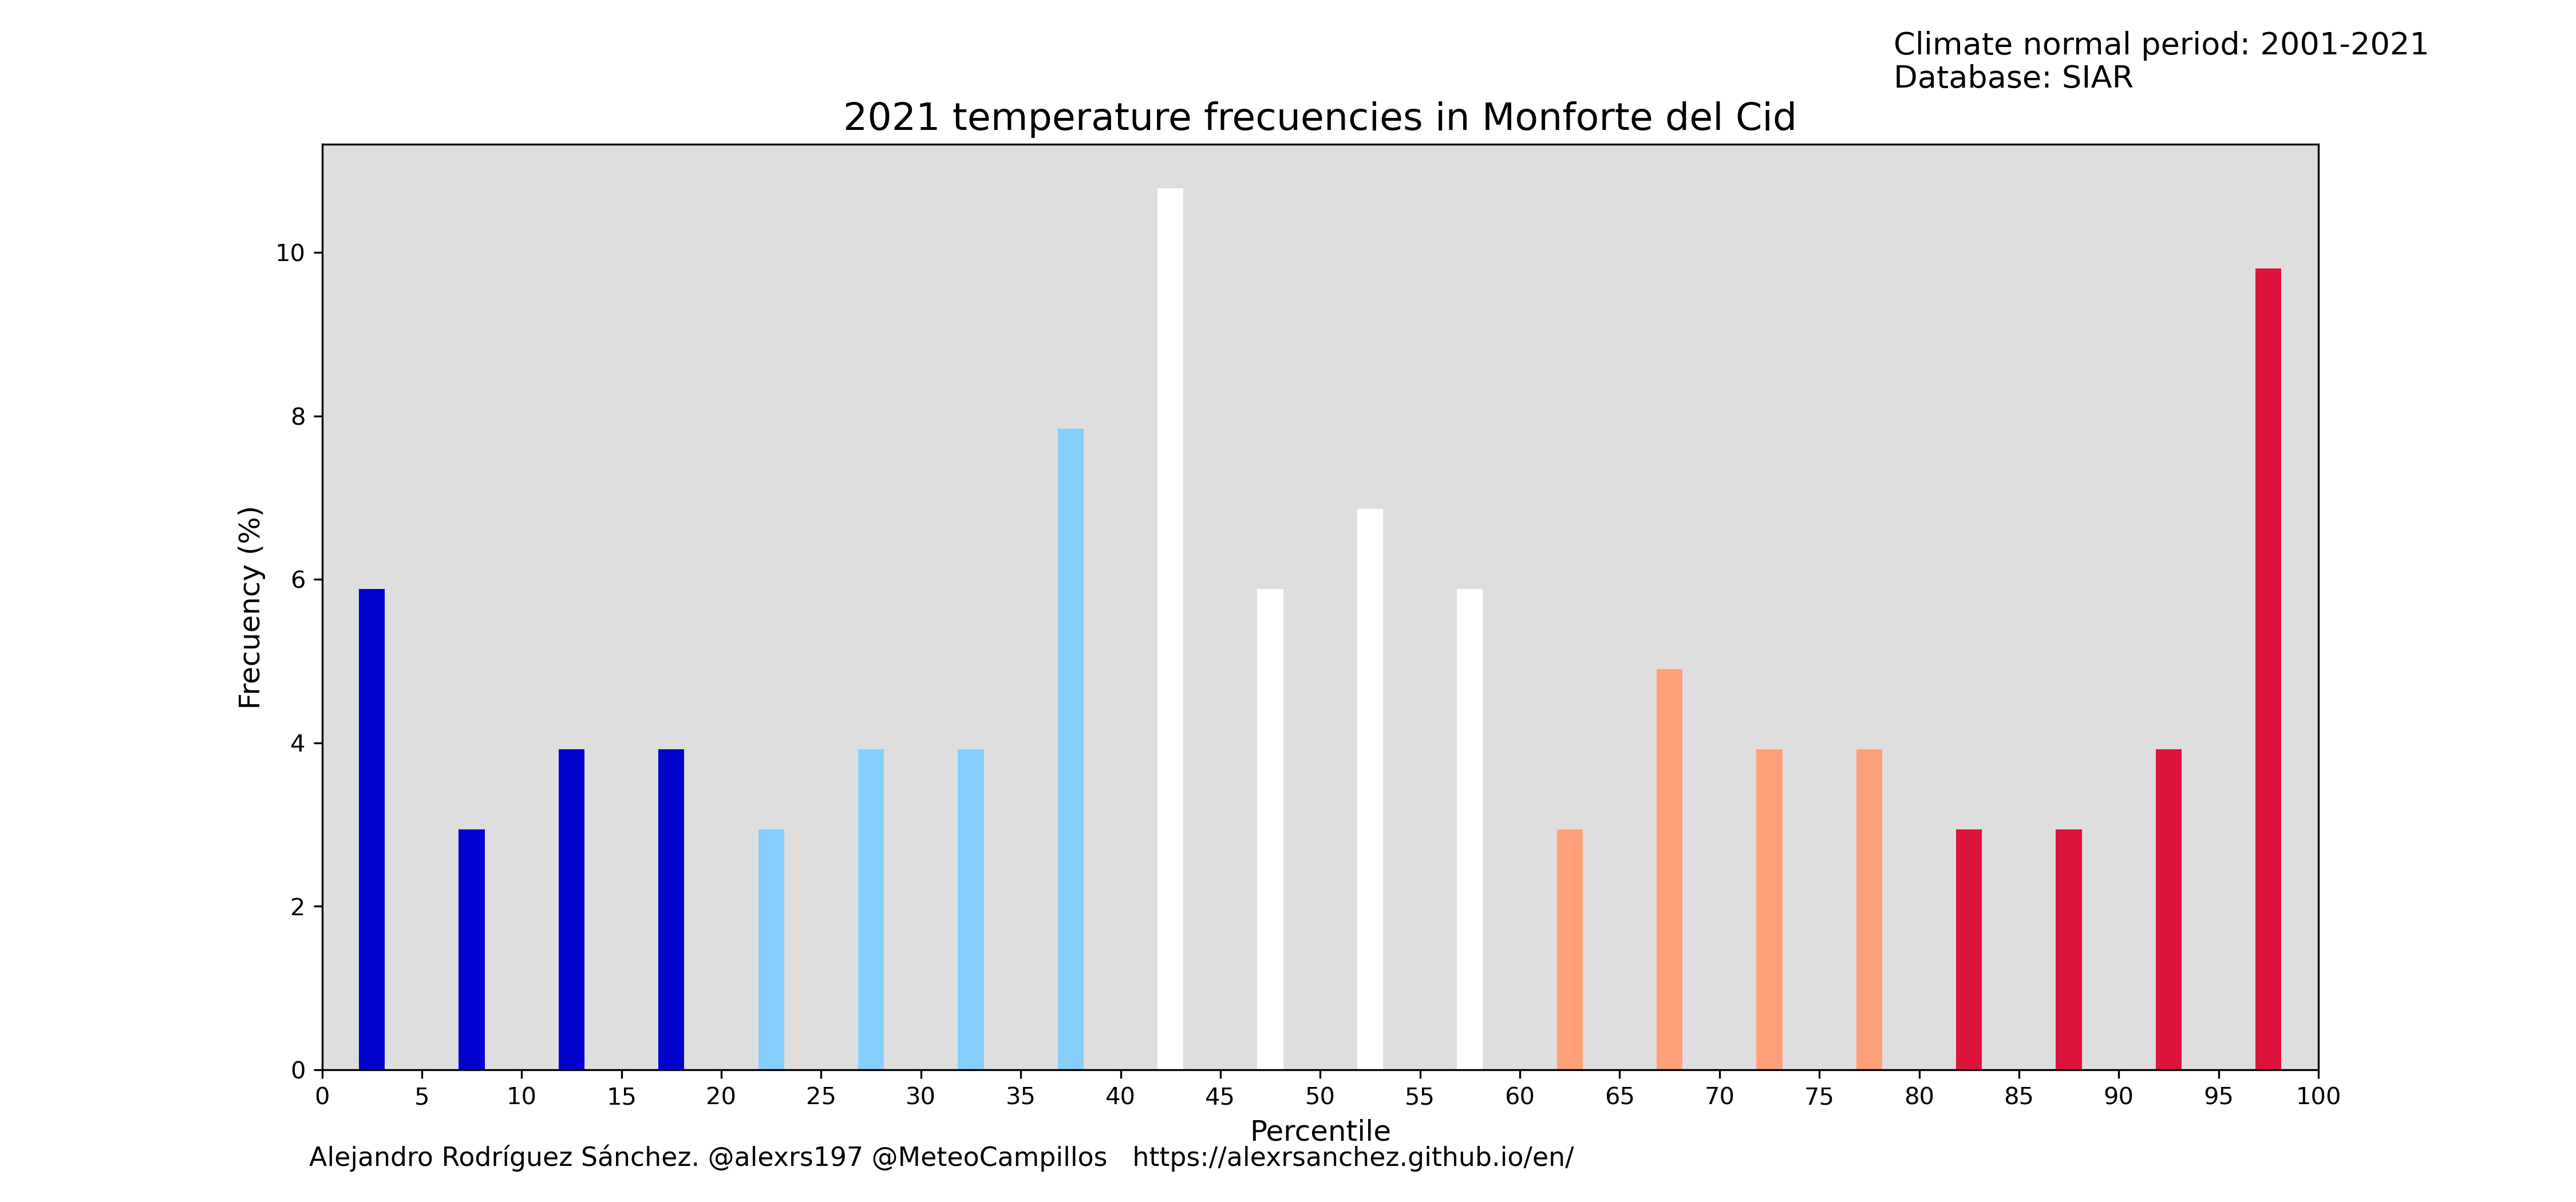 Climate normal period: 2001-2021
Database: SIAR
2021 temperature frecuencies in Monforte del Cid
Frecuency (%)
10
8
6
4
2
0
0 5 10 15 20 25 30 35 40 45 50 55 60 65 70 75 80 85 90 95 100
Percentile
Alejandro Rodríguez Sánchez. @alexrs197 @MeteoCampillos https://alexrsanchez.github.io/en/